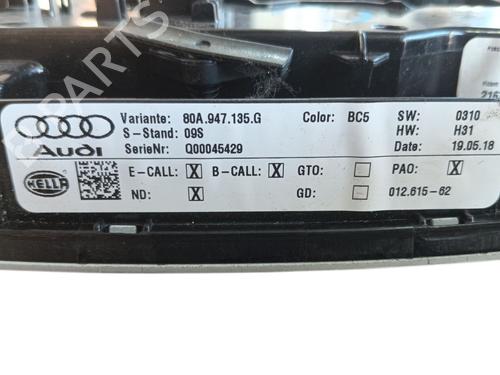 Variante: 80A.947.135.G Color: BC5 SW: 0310
S-Stand: 09S HW: H31
Audi SerieNr: Q00045429 Date: 19.05.18
HELLA E-CALL: X B-CALL: X GTO: PAO: X
ND: X GD: 012.615-62